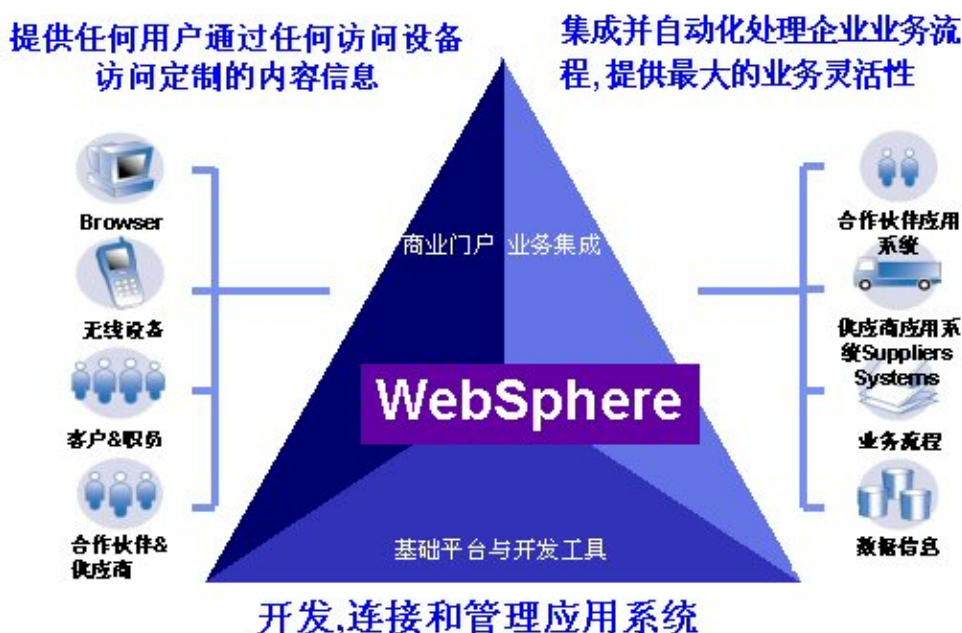 提供任何用户通过任何访问设备
访问定制的内容信息
集成并自动化处理企业业务流
程,提供最大的业务灵活性
Browser
无线设备
客户&职员
合作伙伴&
供应商
商业门户
业务集成
WebSphere
基础平台与开发工具
合作伙伴应用
系统
供应商应用系
统Suppliers
Systems
业务流程
数据信息
开发,连接和管理应用系统